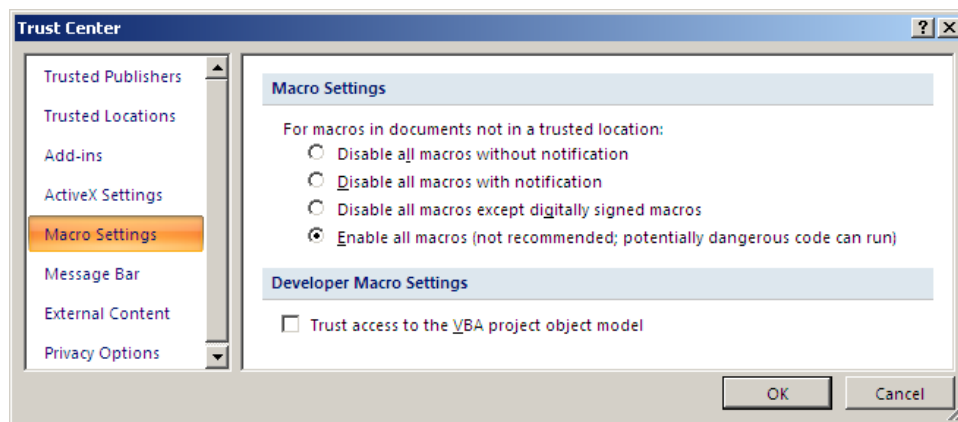 Trust Center
Trusted Publishers
Trusted Locations
Add-ins
ActiveX Settings
Macro Settings
Message Bar
External Content
Privacy Options
Macro Settings
For macros in documents not in a trusted location:
Disable all macros without notification
Disable all macros with notification
Disable all macros except digitally signed macros
Enable all macros (not recommended; potentially dangerous code can run)
Developer Macro Settings
Trust access to the VBA project object model
OK
Cancel